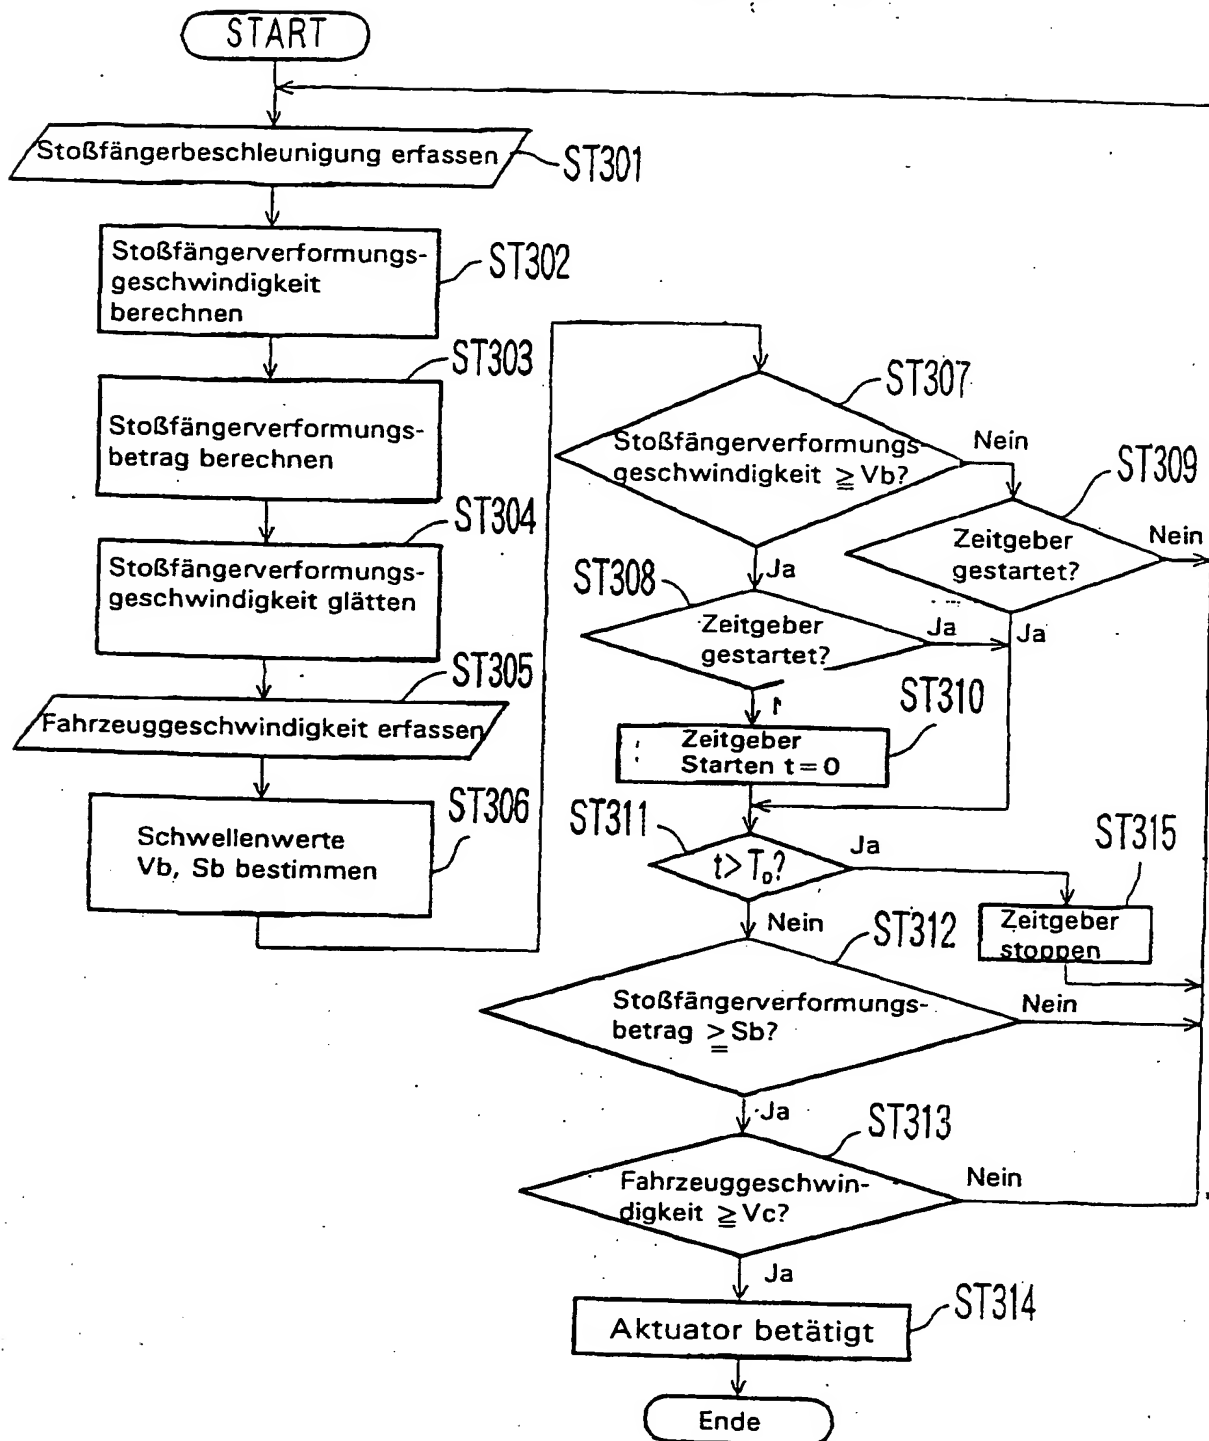 START
Stoßfängerbeschleunigung erfassen
ST301
Stoßfängerverformungs-
geschwindigkeit
berechnen
ST302
ST303
Stoßfängerverformungs-
betrag berechnen
ST304
Stoßfängerverformungs-
geschwindigkeit glätten
ST305
Fahrzeuggeschwindigkeit erfassen
ST306
Schwellenwerte
Vb, Sb bestimmen
ST307
Stoßfängerverformungs
geschwindigkeit ≧ Vb?
Nein
ST309
Zeitgeber
gestartet?
Nein
Ja
Ja
ST308
Zeitgeber
gestartet?
Ja
ST310
Zeitgeber
Starten t = 0
ST311
t > T₀?
Ja
ST315
Zeitgeber
stoppen
Nein
ST312
Stoßfängerverformungs-
betrag ≧ Sb?
Nein
Ja
ST313
Fahrzeuggeschwin-
digkeit ≧ Vc?
Nein
Ja
ST314
Aktuator betätigt
Ende